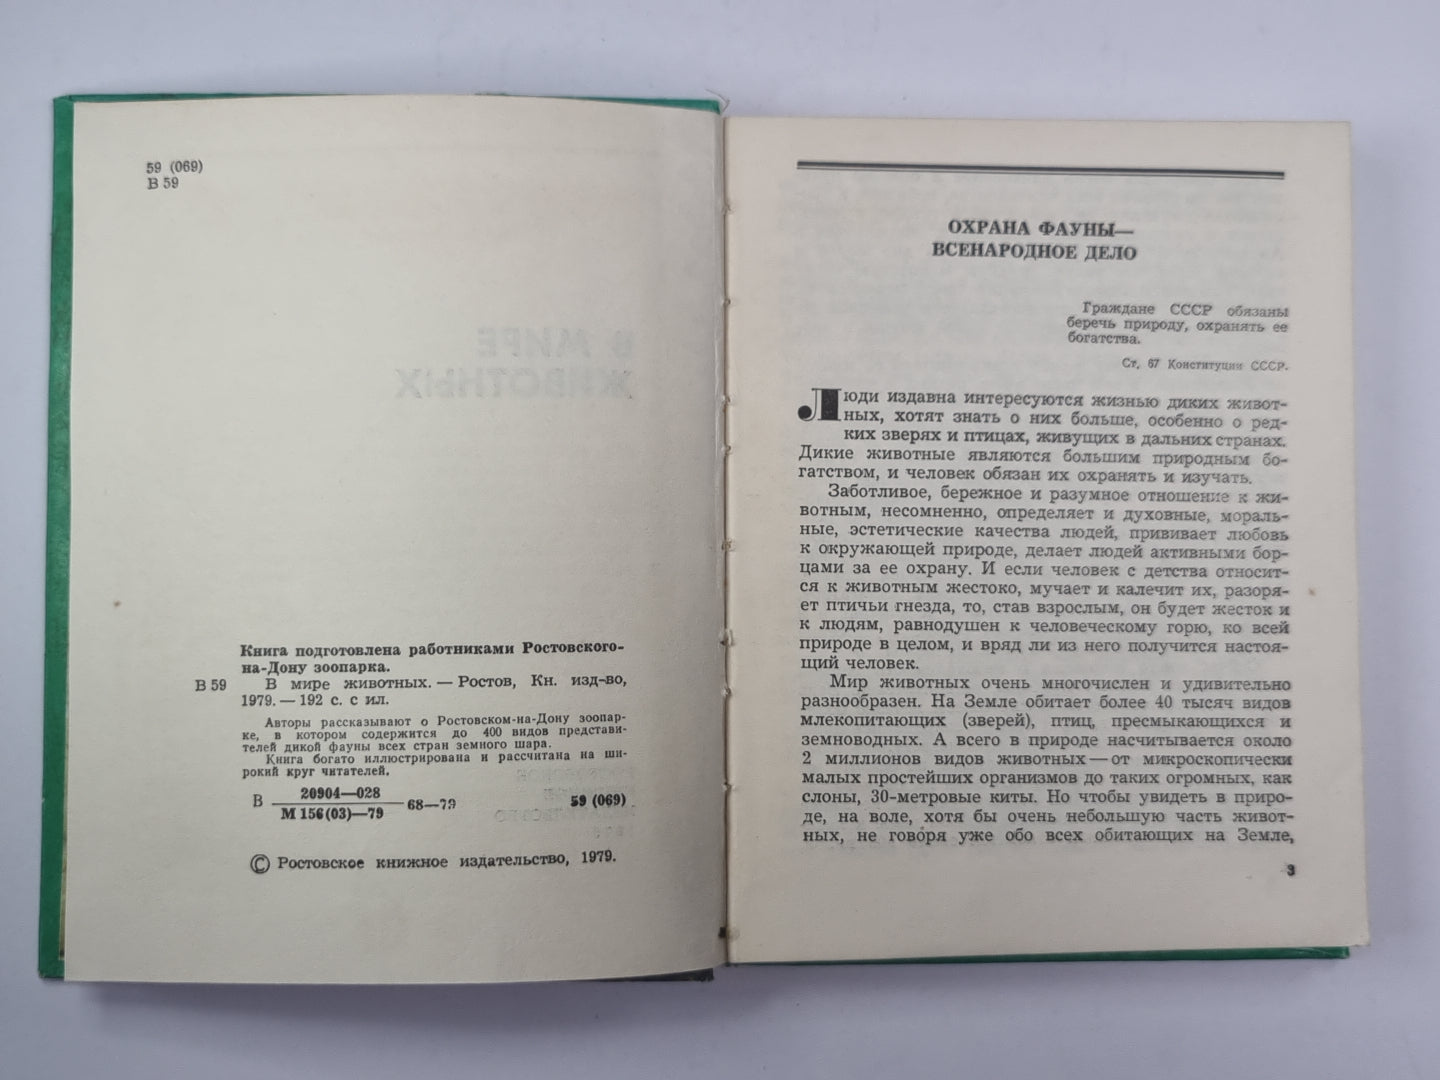 59 (069)
В 59
Книга подготовлена работниками Ростовского-
на-Дону зоопарка.
В 59 В мире животных. — Ростов, Кн. изд-во,
1979. — 192 с. с ил.
Авторы рассказывают о Ростовском-на-Дону зоопар-
ке, в котором содержится до 400 видов представи-
телей дикой фауны всех стран земного шара.
Книга богато иллюстрирована и рассчитана на ши-
рокий круг читателей.
В 20904—028
М 156(03)—79 68—79 59 (069)
© Ростовское книжное издательство, 1979.
ОХРАНА ФАУНЫ—
ВСЕНАРОДНОЕ ДЕЛО
Граждане СССР обязаны
беречь природу, охранять ее
богатства.
Ст. 67 Конституции СССР.
Люди издавна интересуются жизнью диких живот-
ных, хотят знать о них больше, особенно о ред-
ких зверях и птицах, живущих в дальних странах.
Дикие животные являются большим природным бо-
гатством, и человек обязан их охранять и изучать.
Заботливое, бережное и разумное отношение к жи-
вотным, несомненно, определяет и духовные, мораль-
ные, эстетические качества людей, прививает любовь
к окружающей природе, делает людей активными бор-
цами за ее охрану. И если человек с детства относит-
ся к животным жестоко, мучает и калечит их, разоря-
ет птичьи гнезда, то, став взрослым, он будет жесток и
к людям, равнодушен к человеческому горю, ко всей
природе в целом, и вряд ли из него получится настоя-
щий человек.
Мир животных очень многочислен и удивительно
разнообразен. На Земле обитает более 40 тысяч видов
млекопитающих (зверей), птиц, пресмыкающихся и
земноводных. А всего в природе насчитывается около
2 миллионов видов животных — от микроскопически
малых простейших организмов до таких огромных, как
слоны, 30-метровые киты. Но чтобы увидеть в приро-
де, на воле, хотя бы очень небольшую часть живот-
ных, не говоря уже обо всех обитающих на Земле,
3